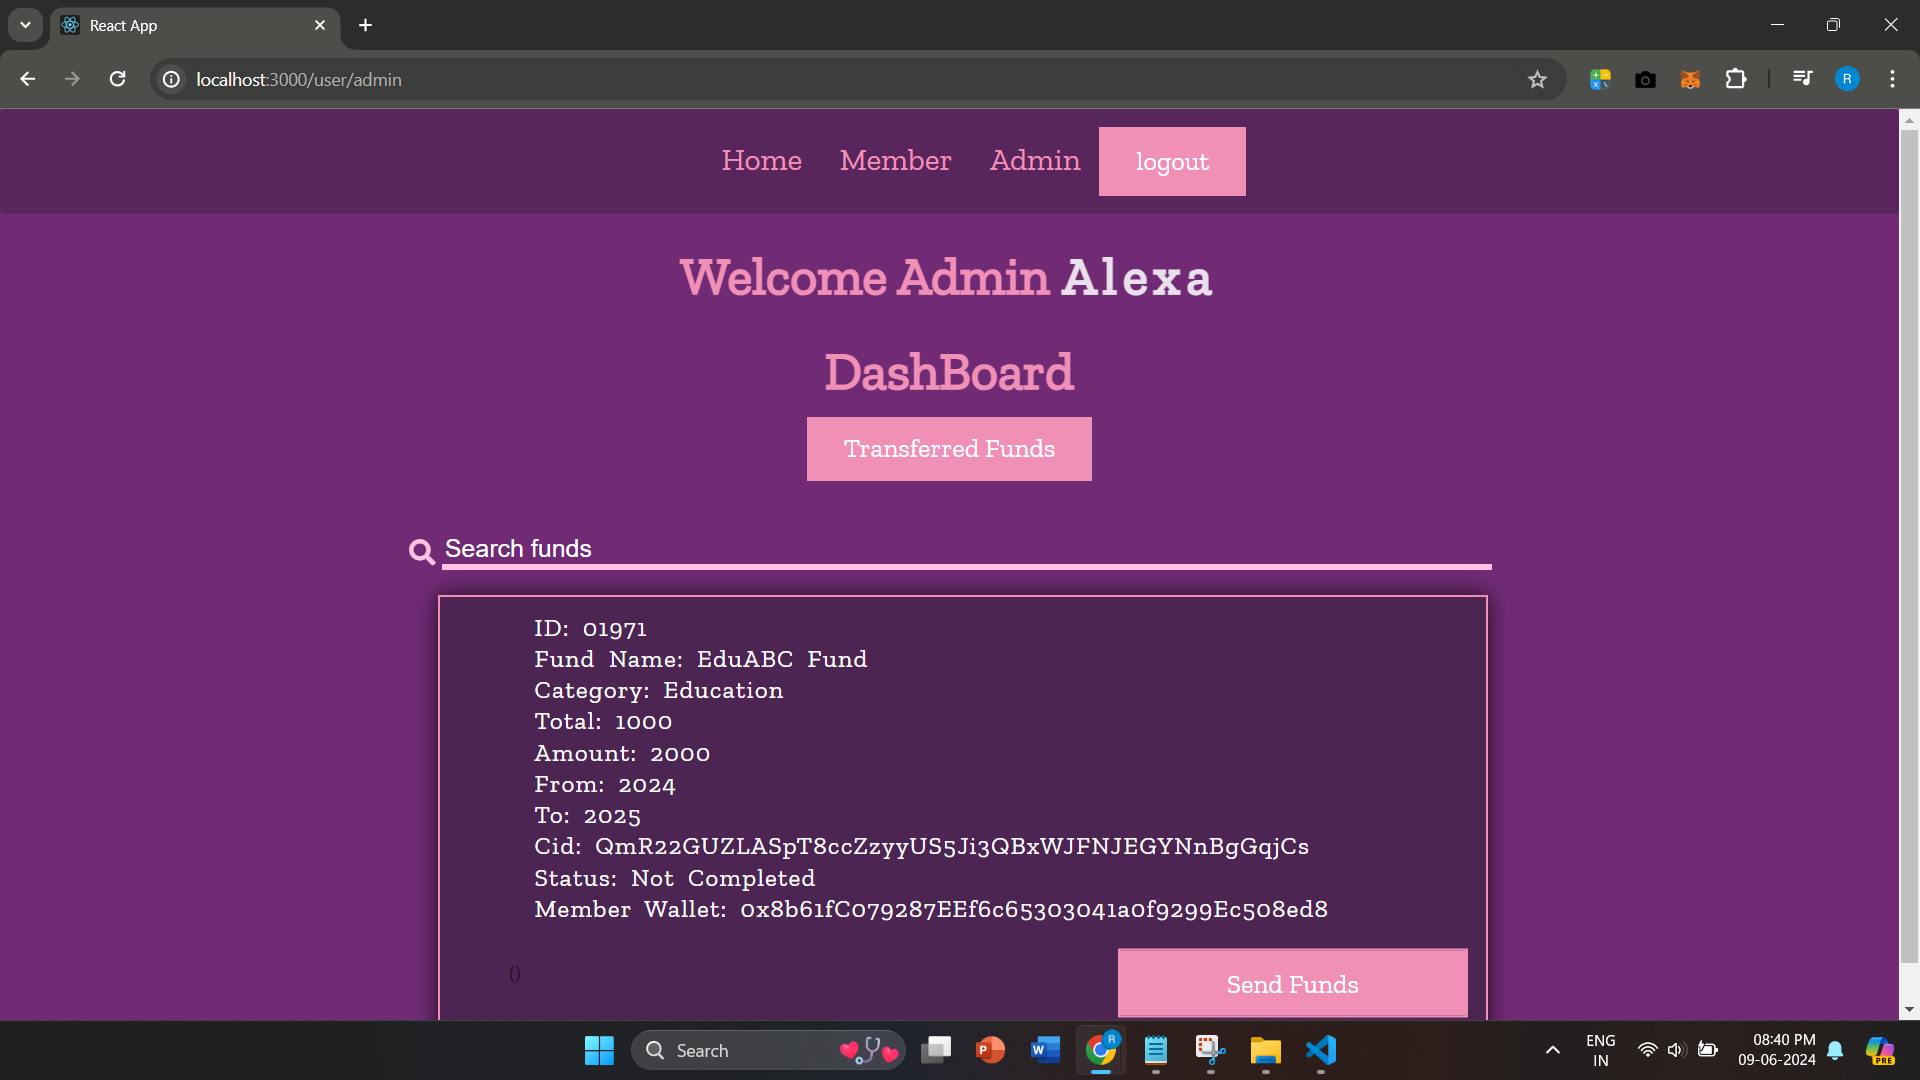 React App
localhost:3000/user/admin
R
Home Member Admin logout
Welcome Admin Alexa
DashBoard
Transferred Funds
Search funds
ID: 01971
Fund Name: EduABC Fund
Category: Education
Total: 1000
Amount: 2000
From: 2024
To: 2025
Cid: QmR22GUZLASpT8ccZzyyUS5Ji3QBxWJFNJEGYNnBgGqjCs
Status: Not Completed
Member Wallet: 0x8b61fC079287EEf6c65303041a0f9299Ec508ed8
()
Send Funds
Search
P
W
R
ENG
IN
08:40 PM
09-06-2024
PRE